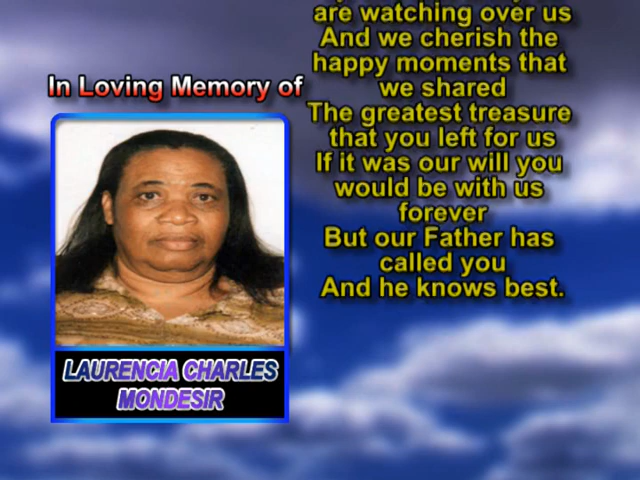 are watching over us
And we cherish the
happy moments that
we shared
The greatest treasure
that you left for us
If it was our will you
would be with us
forever
But our Father has
called you
And he knows best.
In Loving Memory of
LAURENCIA CHARLES
MONDESIR